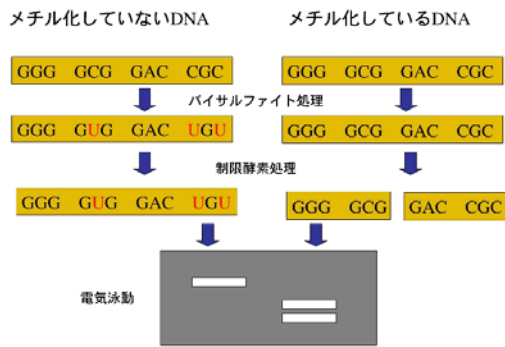 メチル化していないDNA
メチル化しているDNA
GGG GCG GAC CGC
GGG GCG GAC CGC
バイサルファイト処理
GGG GUG GAC UGU
GGG GCG GAC CGC
制限酵素処理
GGG GUG GAC UGU
GGG GCG
GAC CGC
電気泳動